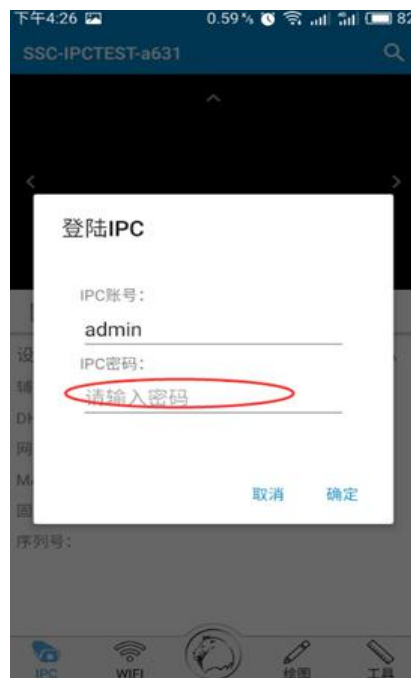 下午4:26 0.59 82
SSC-IPCTEST-a631
登陆IPC
IPC账号:
admin
IPC密码:
请输入密码
取消 确定
设
辅
DH
网
MA
固
序列号:
IPC WIFI 绘图 工具